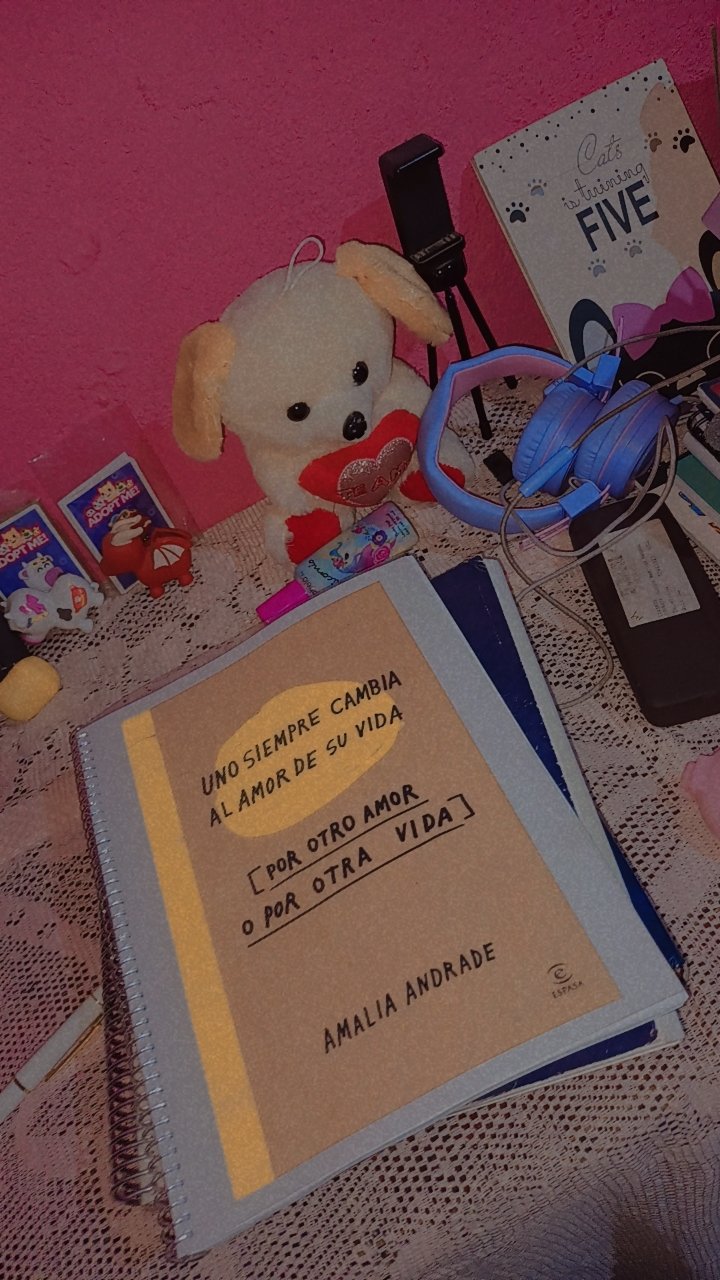 Cats
is tuining
FIVE
ADOPT ME!
ADOPT ME!
UNO SIEMPRE CAMBIA
AL AMOR DE SU VIDA
[POR OTRO AMOR
O POR OTRA VIDA]
AMALIA ANDRADE
ESPASA